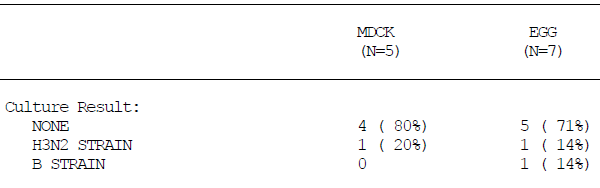 MDCK EGG
(N=5) (N=7)
Culture Result:
NONE 4 ( 80%) 5 ( 71%)
H3N2 STRAIN 1 ( 20%) 1 ( 14%)
B STRAIN 0 1 ( 14%)